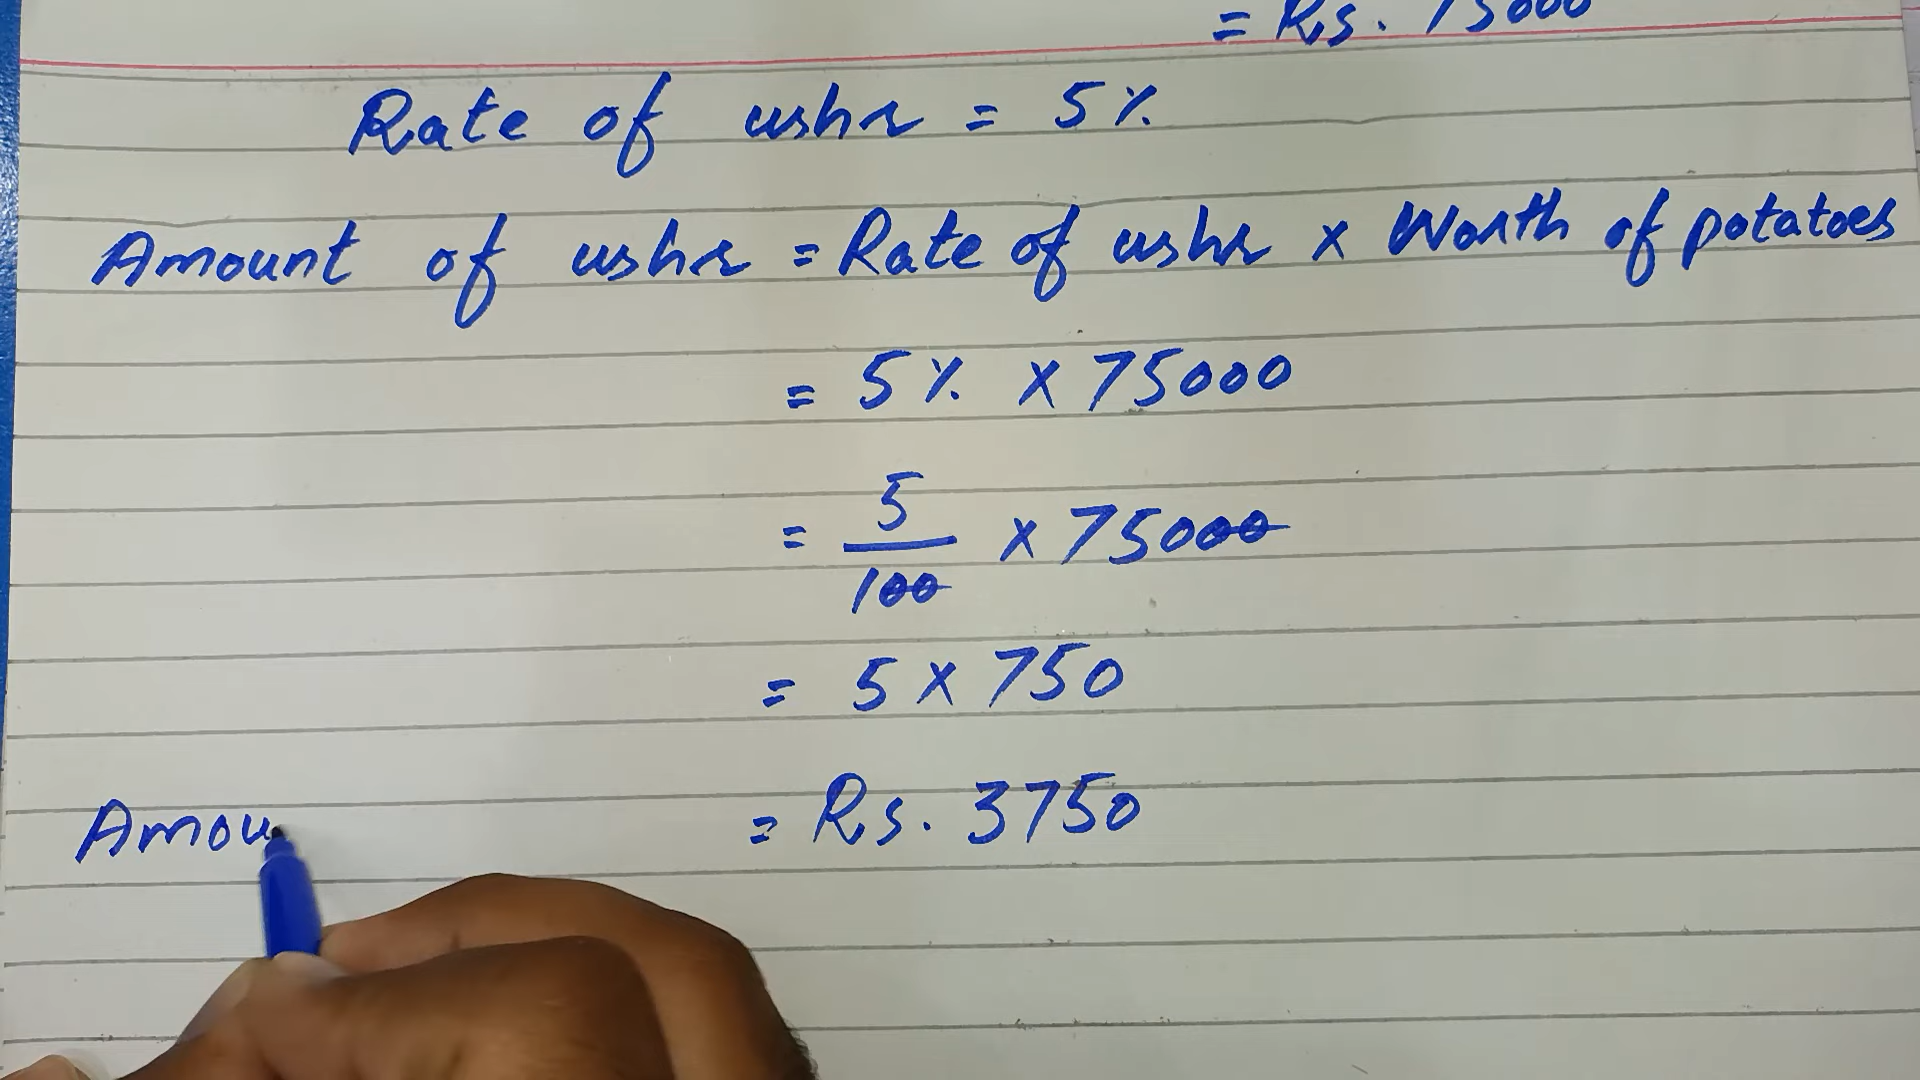 = Rs. 75000
Rate of ushr = 5%
Amount of ushr = Rate of ushr x Worth of potatoes
= 5% x 75000
= 5/100 x 75000
= 5 x 750
Amou = Rs. 3750